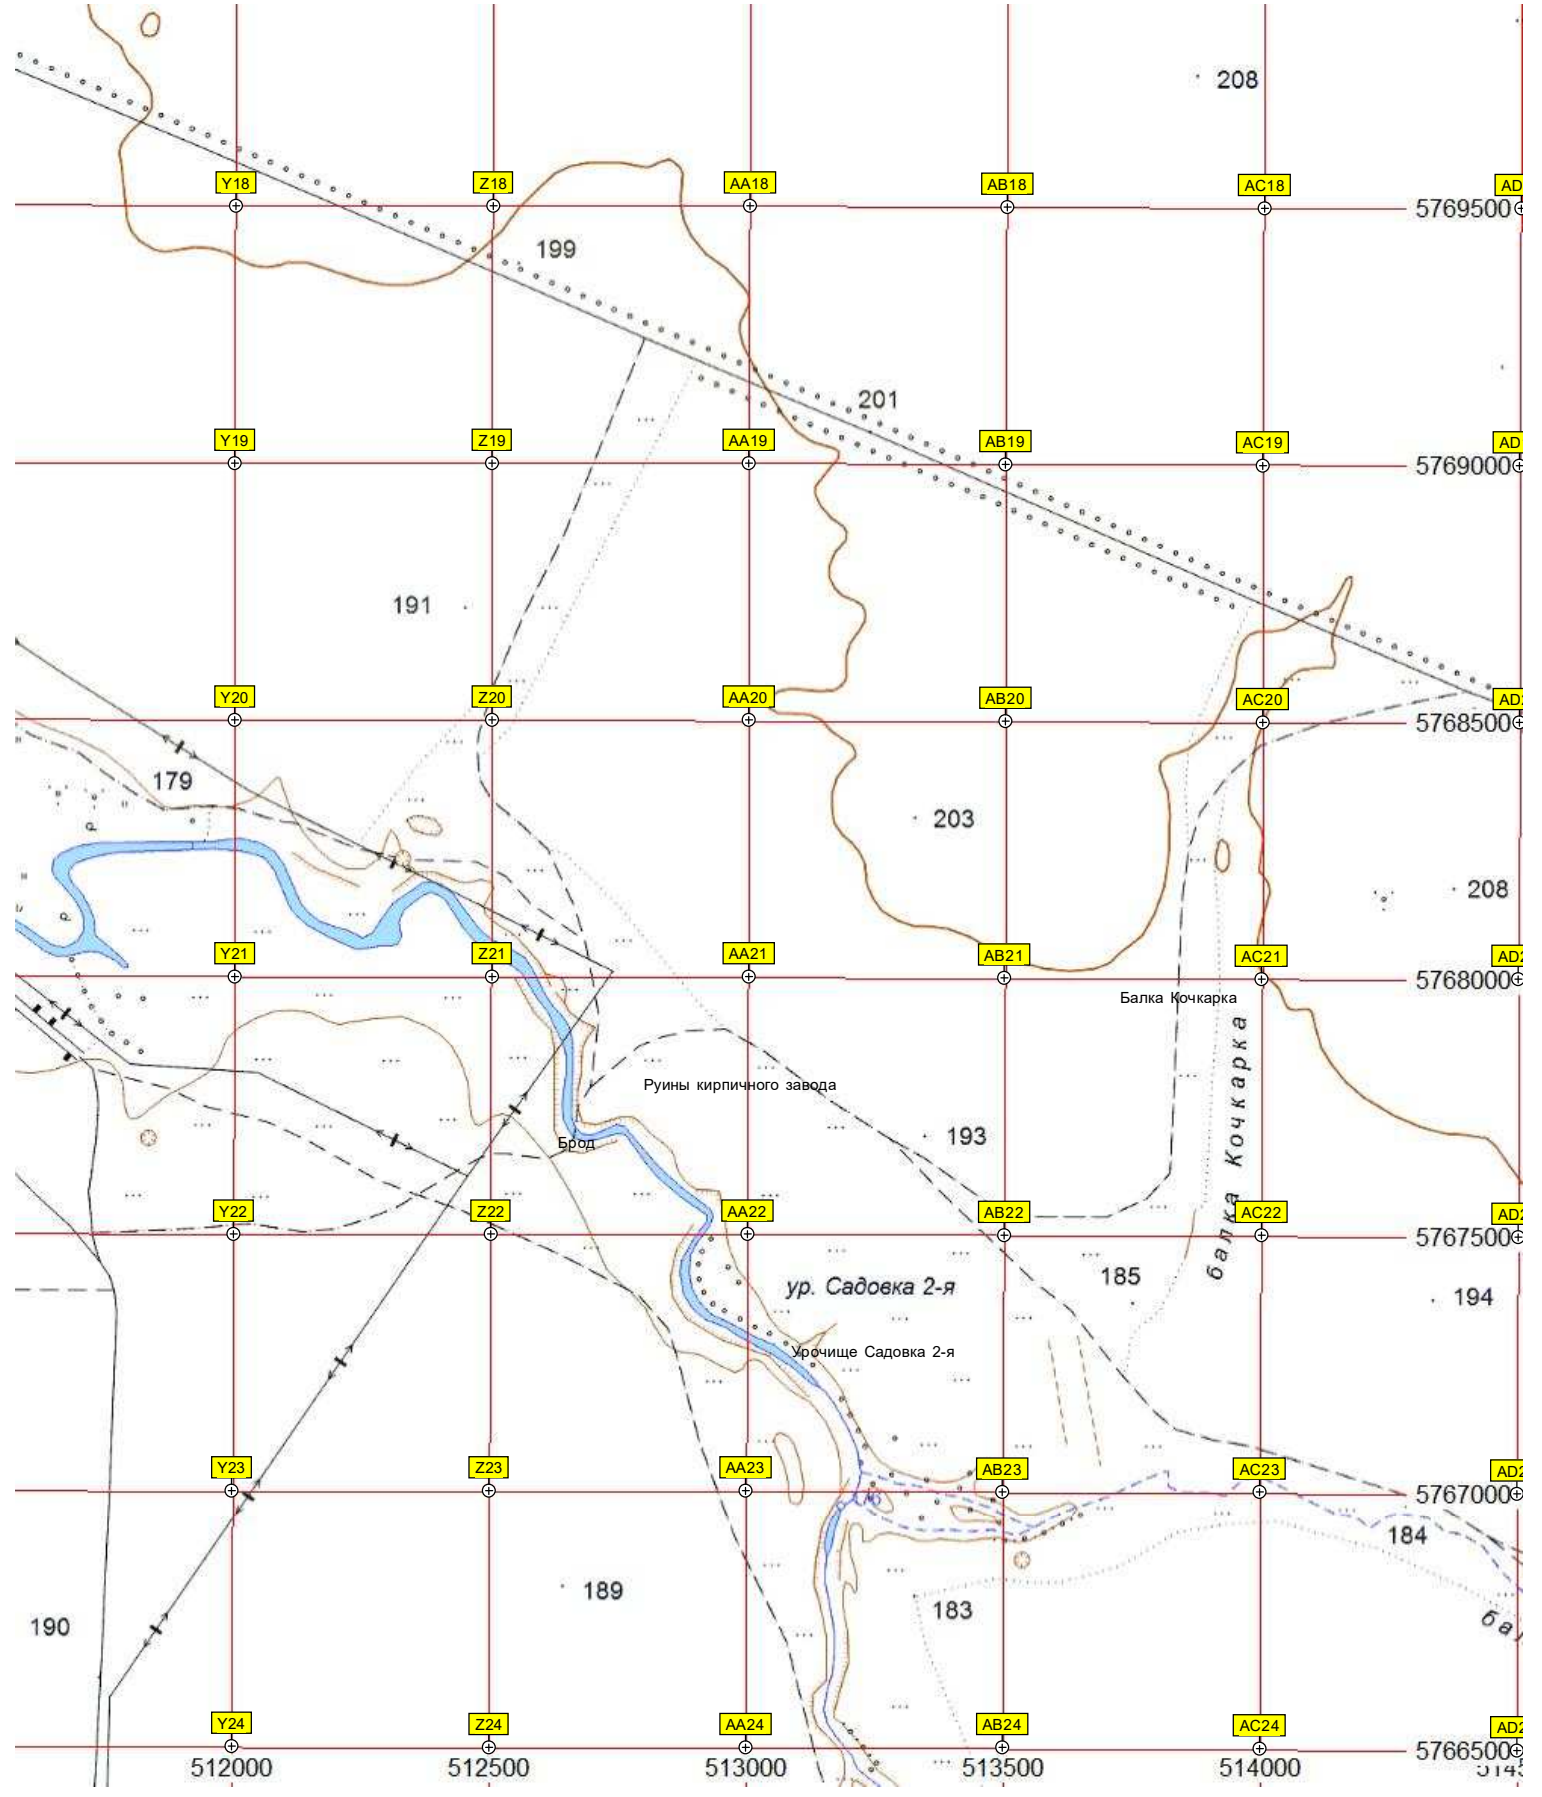 208
Y18 Z18 AA18 AB18 AC18 AD
5769500
199
201
Y19 Z19 AA19 AB19 AC19 AD
5769000
191
Y20 Z20 AA20 AB20 AC20
5768500
179
203
208
Y21 Z21 AA21 AB21 AC21
5768000
Балка Кочкарка
балка Кочкарка
Руины кирпичного завода
193
Брод
Y22 Z22 AA22 AB22 AC22
5767500
185
ур. Садовка 2-я
194
Урочище Садовка 2-я
Y23 Z23 AA23 AB23 AC23
5767000
184
189
183
190
Y24 Z24 AA24 AB24 AC24
5766500
512000 512500 513000 513500 514000